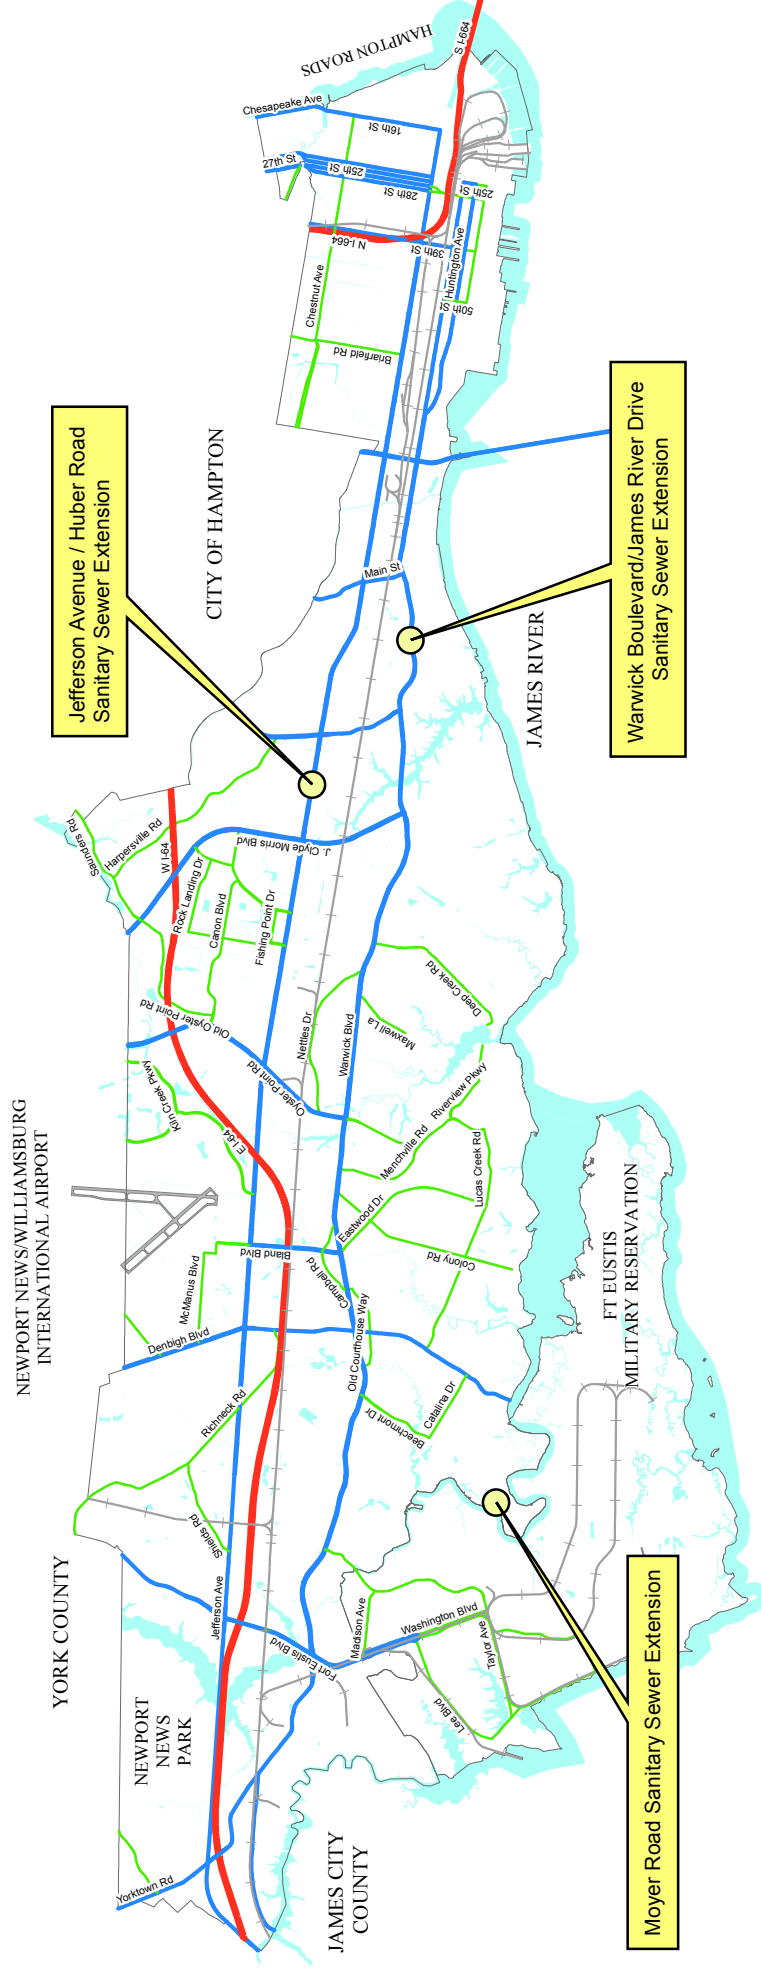 Jefferson Avenue / Huber Road
Sanitary Sewer Extension
Warwick Boulevard/James River Drive
Sanitary Sewer Extension
Moyer Road Sanitary Sewer Extension
NEWPORT NEWS/WILLIAMSBURG
INTERNATIONAL AIRPORT
CITY OF HAMPTON
HAMPTON ROADS
JAMES RIVER
FT EUSTIS
MILITARY RESERVATION
YORK COUNTY
NEWPORT
NEWS
PARK
JAMES CITY
COUNTY
Yorktown Rd
Jefferson Ave
Fort Eustis Blvd
Shields Rd
Richneck Rd
Denbigh Blvd
McManus Blvd
Bland Blvd
Kiln Creek Pkwy
E I-64
Old Oyster Point Rd
Oyster Point Rd
Saunders Rd
Harpersville Rd
W I-64
Rock Landing Dr
Canon Blvd
Fishing Point Dr
J. Clyde Morris Blvd
Nettles Dr
Warwick Blvd
Maxwell La
Deep Creek Rd
Menchville Rd
Riverview Pkwy
Lucas Creek Rd
Eastwood Dr
Colony Rd
Campbell Rd
Old Courthouse Way
Beechmont Dr
Catalina Dr
Madison Ave
Washington Blvd
Taylor Ave
Lee Blvd
Main St
Briarfield Rd
Chestnut Ave
N I-664
39th St
Huntington Ave
50th St
25th St
28th St
25th St
27th St
16th St
Chesapeake Ave
S I-664